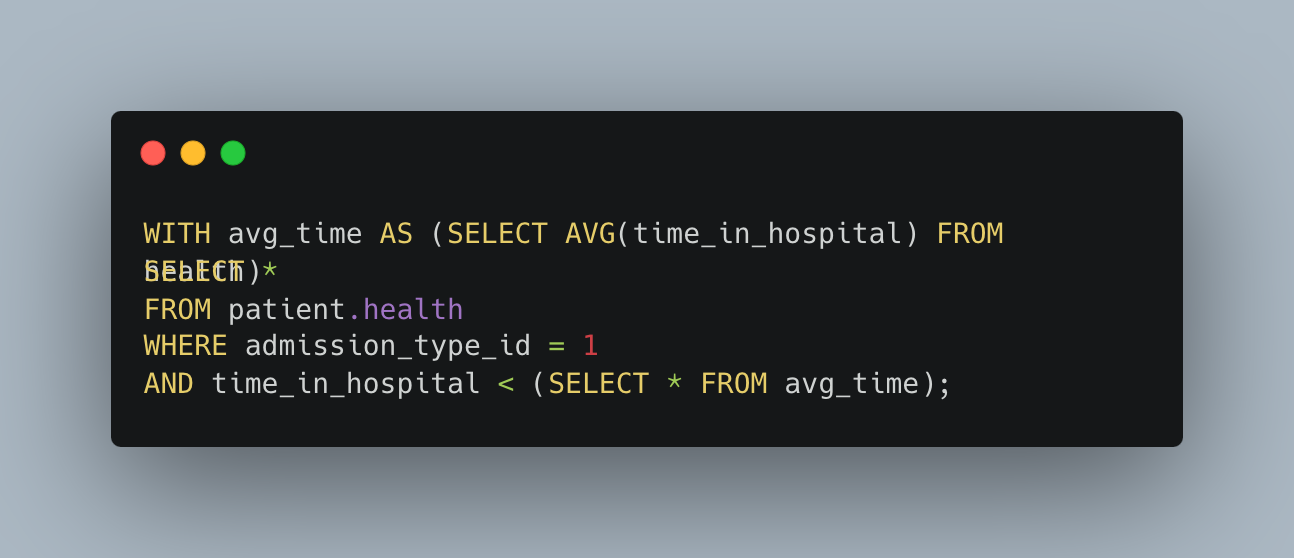 WITH avg_time AS (SELECT AVG(time_in_hospital) FROM
health)
SELECT *
FROM patient.health
WHERE admission_type_id = 1
AND time_in_hospital < (SELECT * FROM avg_time);